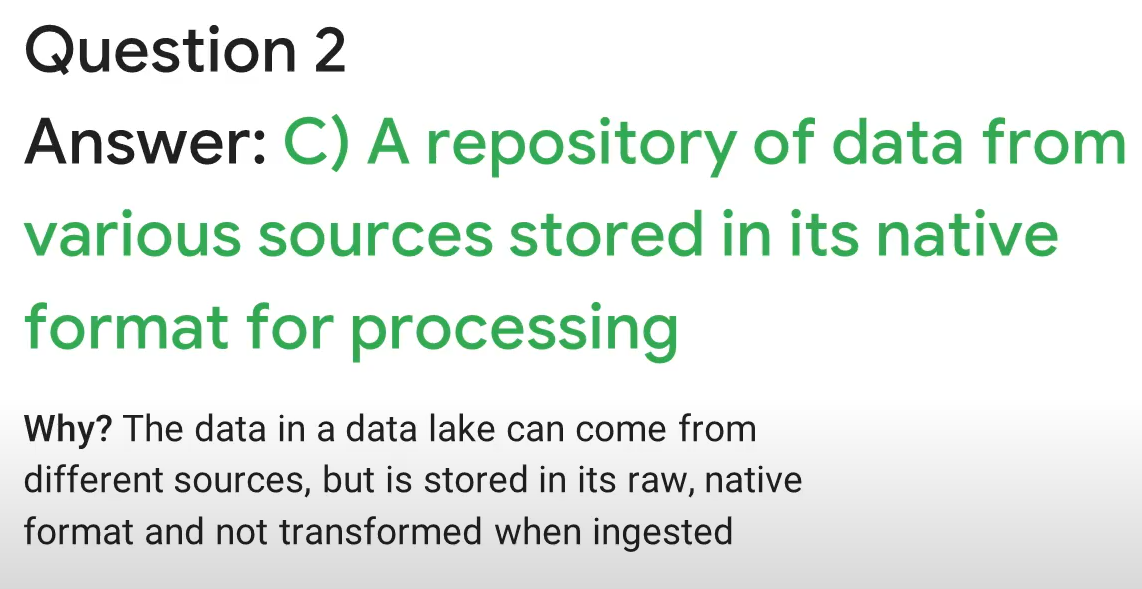 Question 2
Answer: C) A repository of data from
various sources stored in its native
format for processing
Why? The data in a data lake can come from
different sources, but is stored in its raw, native
format and not transformed when ingested